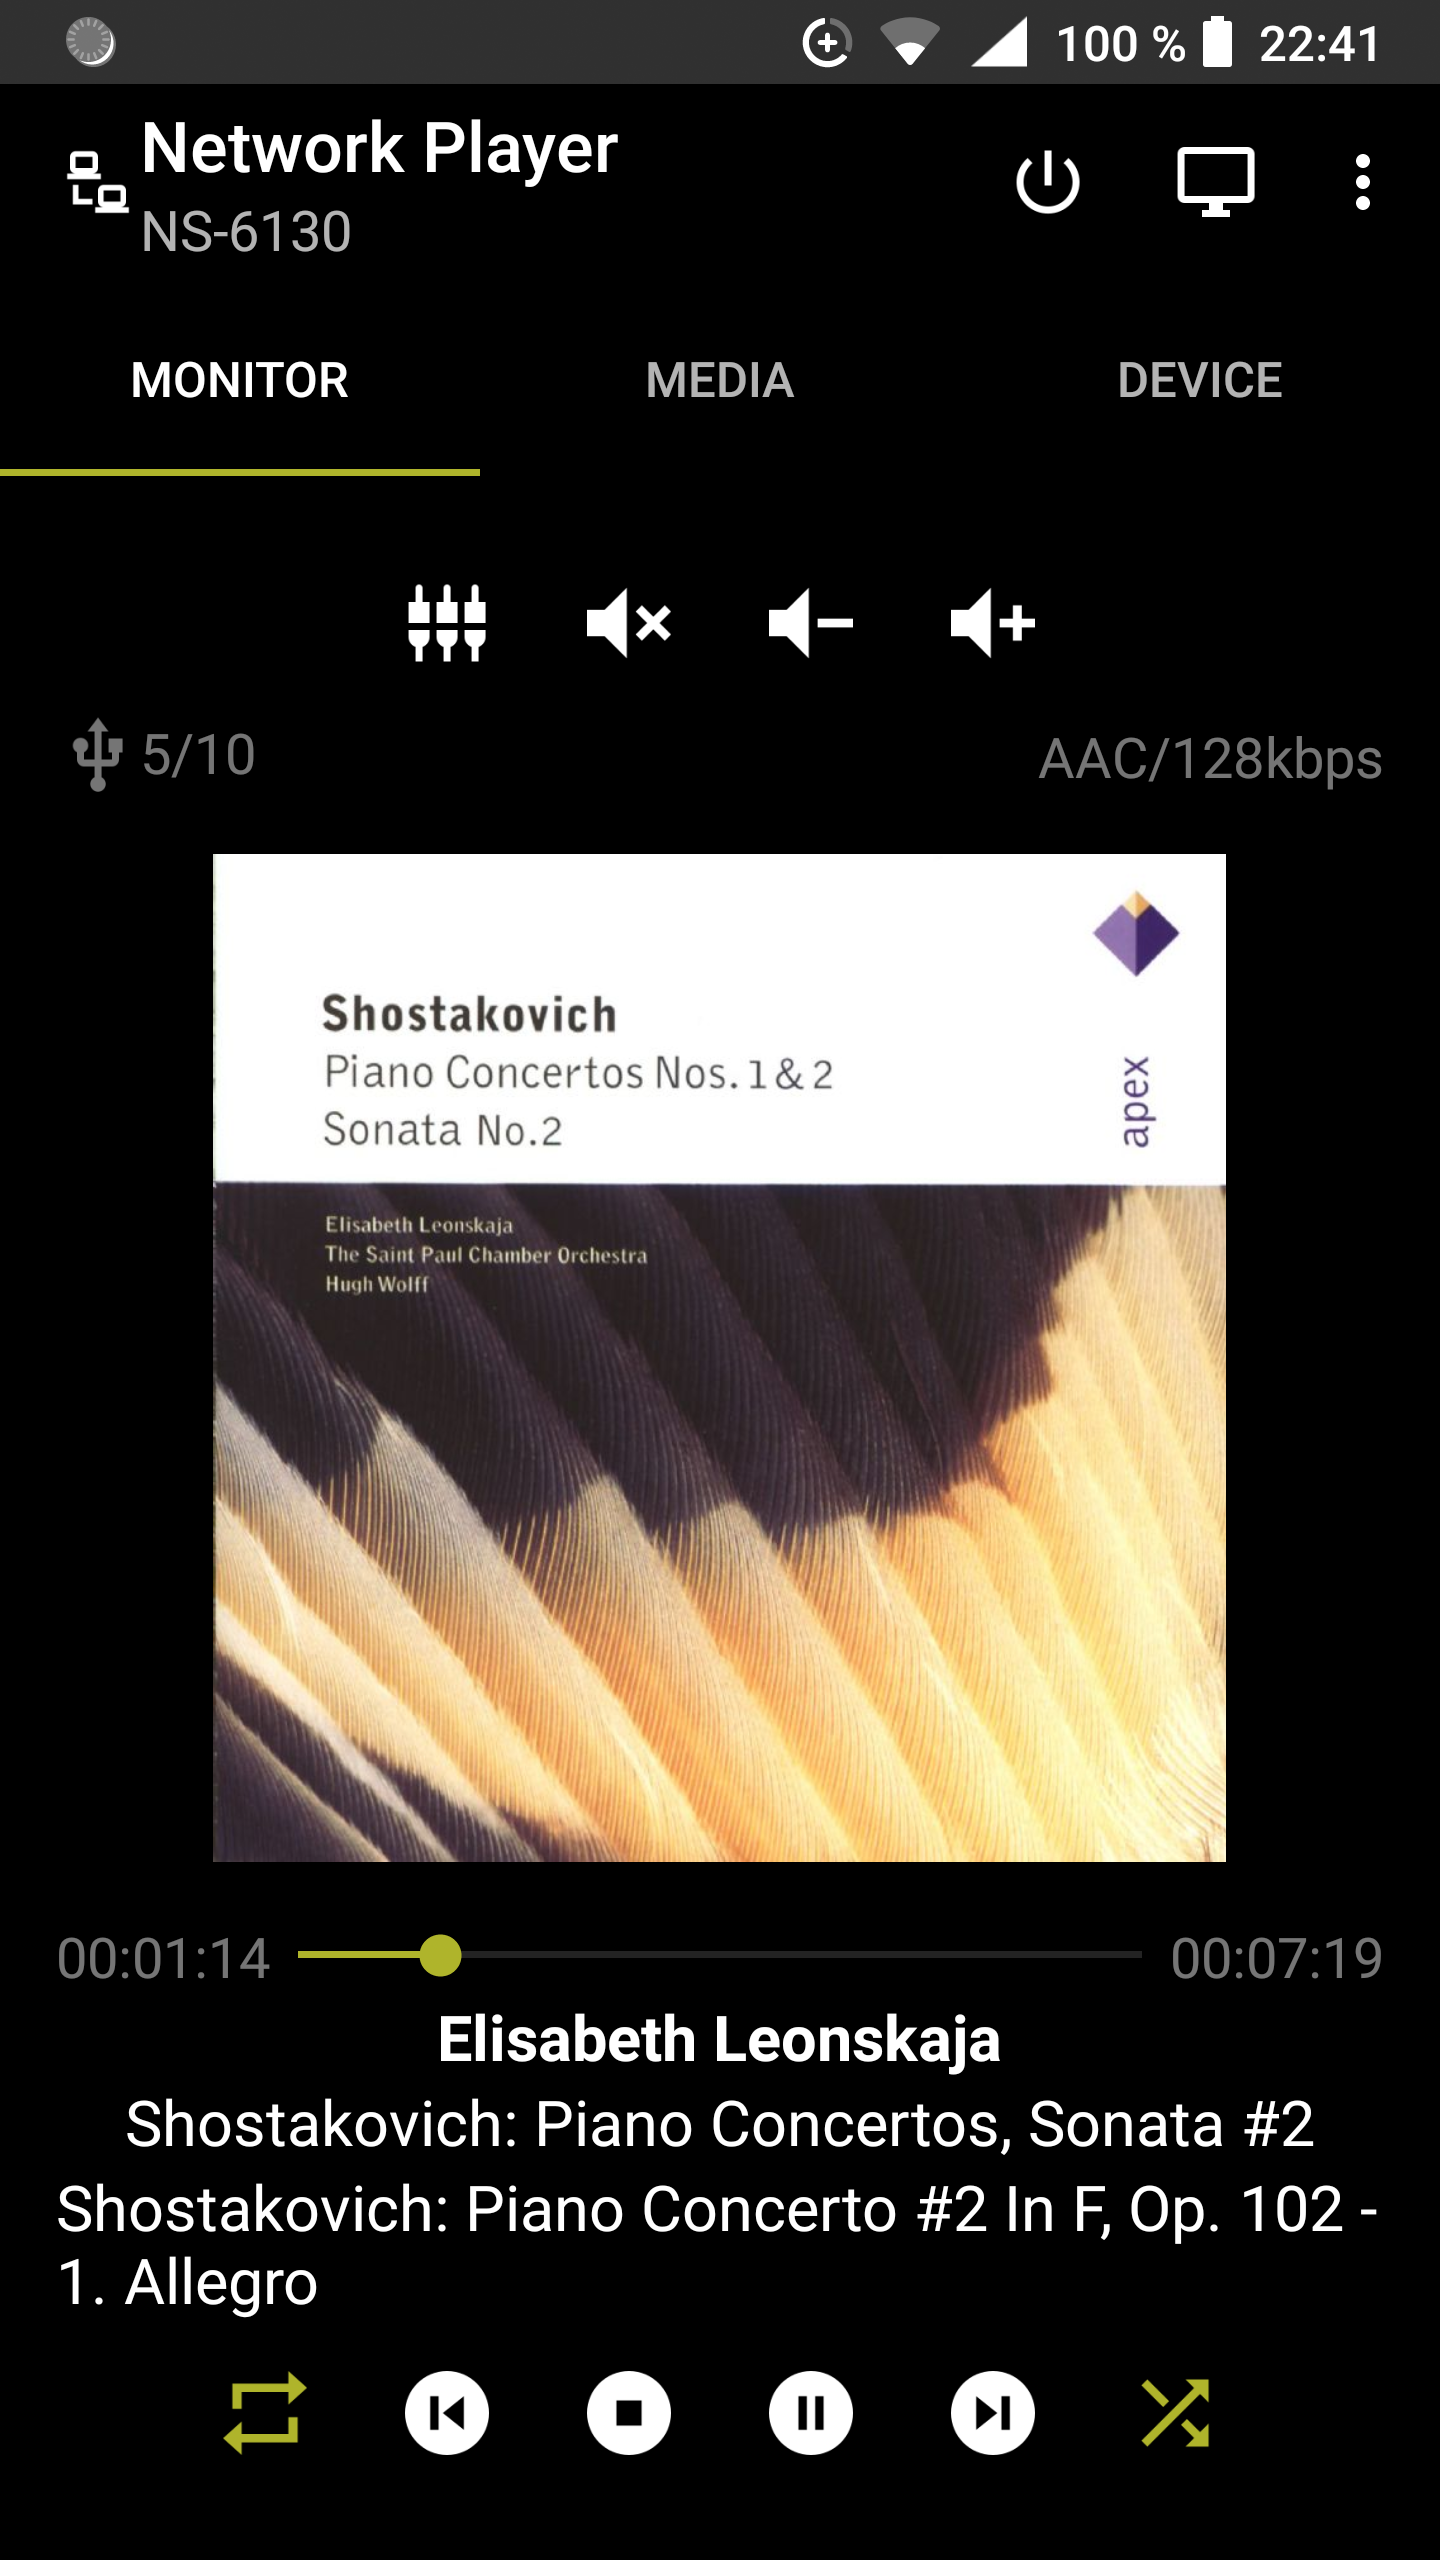 100 % 22:41
Network Player
NS-6130
MONITOR MEDIA DEVICE
5/10 AAC/128kbps
Shostakovich
Piano Concertos Nos. 1 & 2
Sonata No. 2
apex
Elisabeth Leonskaja
The Saint Paul Chamber Orchestra
Hugh Wolff
00:01:14 00:07:19
Elisabeth Leonskaja
Shostakovich: Piano Concertos, Sonata #2
Shostakovich: Piano Concerto #2 In F, Op. 102 -
1. Allegro